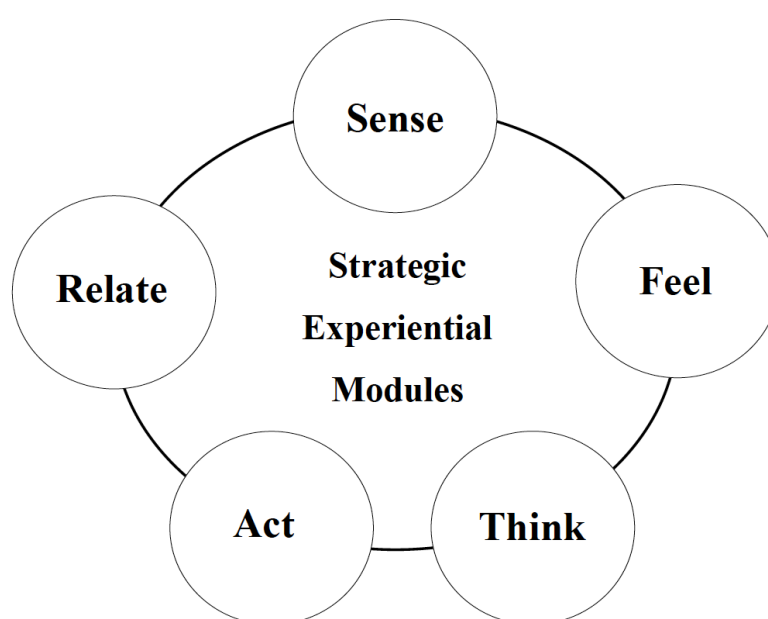 Sense
Relate
Feel
Strategic
Experiential
Modules
Act
Think